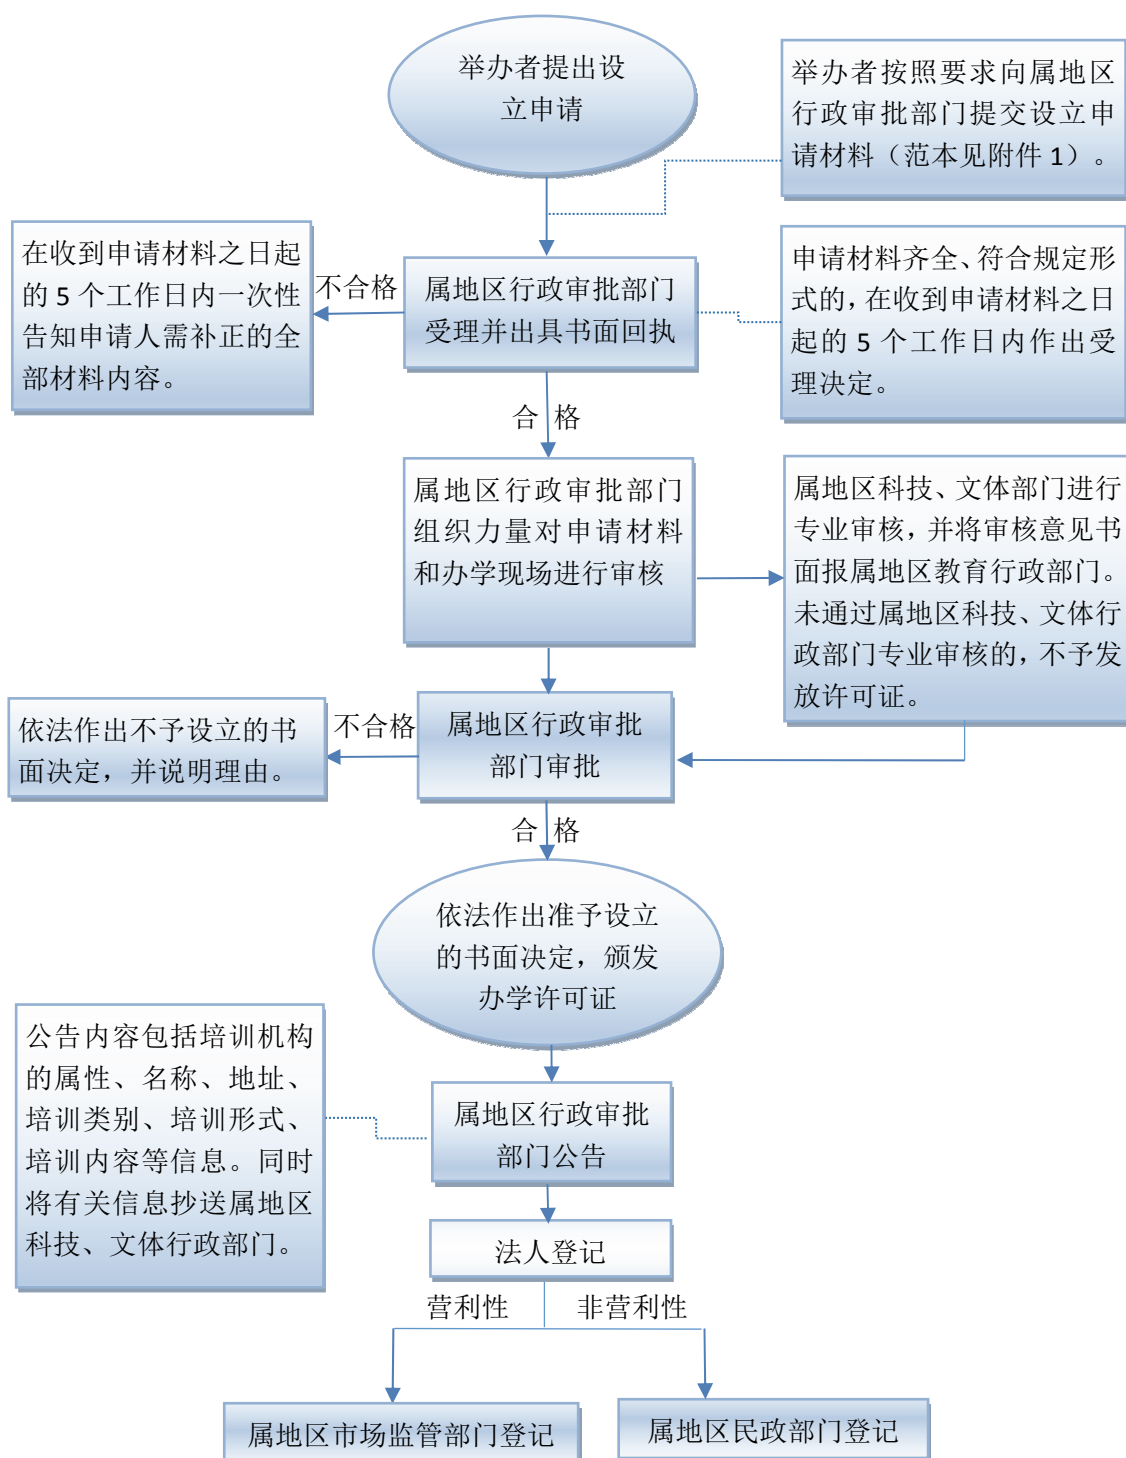 举办者提出设
立申请
举办者按照要求向属地区
行政审批部门提交设立申
请材料（范本见附件 1）。
在收到申请材料之日起
的 5 个工作日内一次性
告知申请人需补正的全
部材料内容。
不合格
属地区行政审批部门
受理并出具书面回执
申请材料齐全、符合规定形
式的，在收到申请材料之日
起的 5 个工作日内作出受
理决定。
合 格
属地区行政审批部门
组织力量对申请材料
和办学现场进行审核
属地区科技、文体部门进行
专业审核，并将审核意见书
面报属地区教育行政部门。
未通过属地区科技、文体行
政部门专业审核的，不予发
放许可证。
依法作出不予设立的书
面决定，并说明理由。
不合格
属地区行政审批
部门审批
合 格
依法作出准予设立
的书面决定，颁发
办学许可证
公告内容包括培训机构
的属性、名称、地址、
培训类别、培训形式、
培训内容等信息。同时
将有关信息抄送属地区
科技、文体行政部门。
属地区行政审批
部门公告
法人登记
营利性
非营利性
属地区市场监管部门登记
属地区民政部门登记